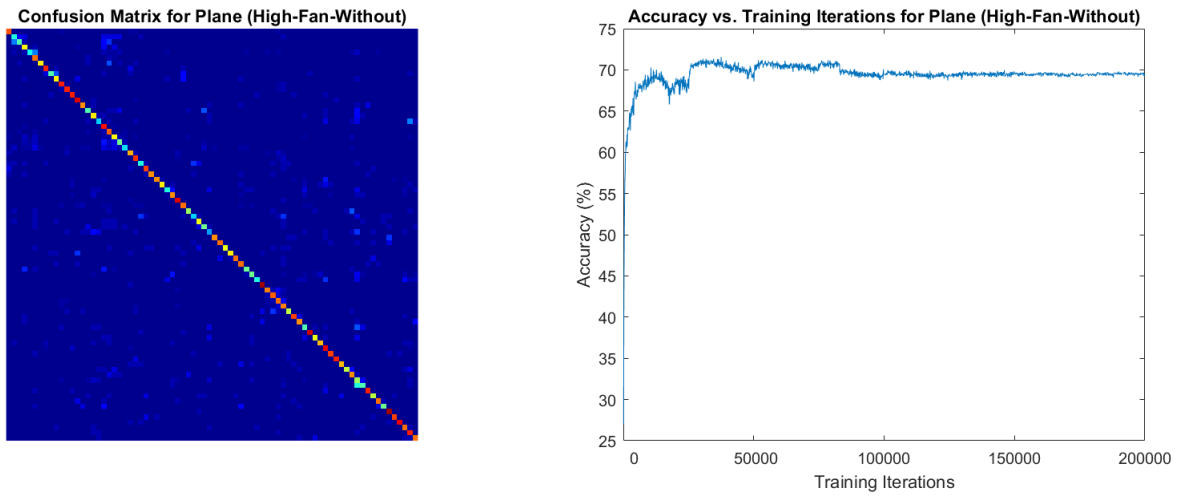 Confusion Matrix for Plane (High-Fan-Without)
Accuracy vs. Training Iterations for Plane (High-Fan-Without)
75
70
65
60
55
50
45
40
35
30
25
Accuracy (%)
0 50000 100000 150000 200000
Training Iterations